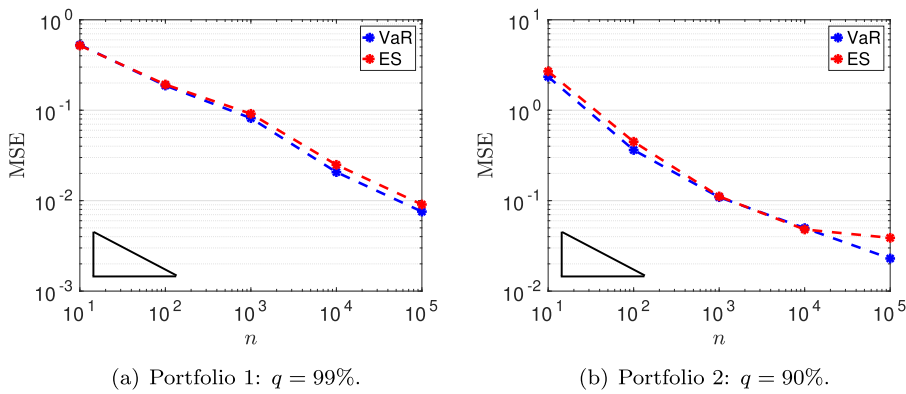 10^0
10^-1
10^-2
10^-3
MSE
VaR
ES
10^1 10^2 10^3 10^4 10^5
n
(a) Portfolio 1: q = 99%.
10^1
10^0
10^-1
10^-2
MSE
VaR
ES
10^1 10^2 10^3 10^4 10^5
n
(b) Portfolio 2: q = 90%.